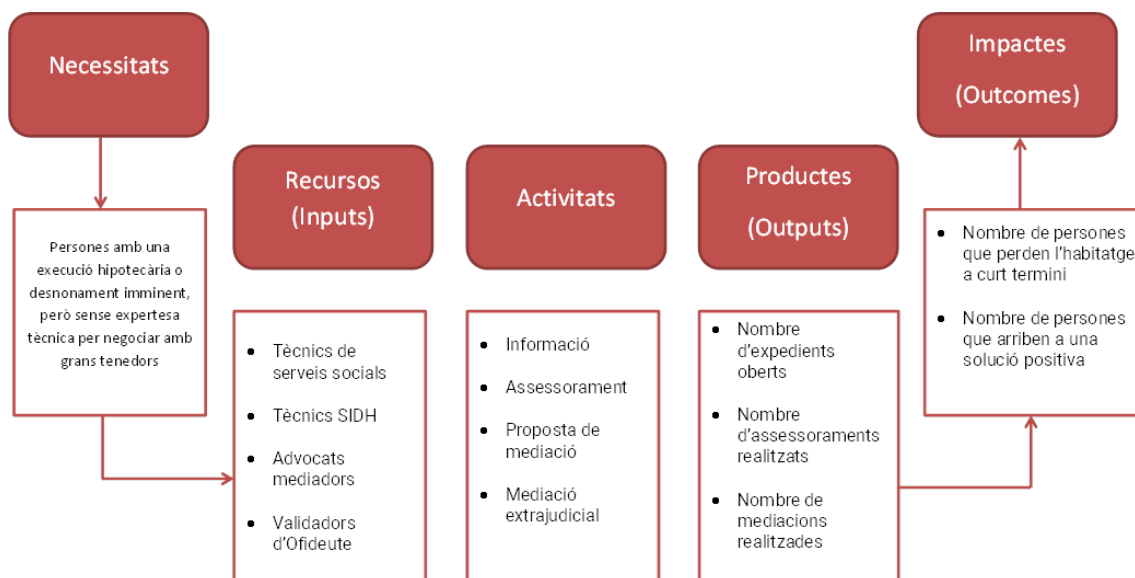 Necessitats
Persones amb una
execució hipotecària o
desnonament imminent,
però sense expertesa
tècnica per negociar amb
grans tenedors
Recursos
(Inputs)
• Tècnics de
serveis socials
• Tècnics SIDH
• Advocats
mediadors
• Validadors
d'Ofideute
Activitats
• Informació
• Assessorament
• Proposta de
mediació
• Mediació
extrajudicial
Productes
(Outputs)
• Nombre
d'expedients
oberts
• Nombre
d'assessoraments
realitzats
• Nombre de
mediacions
realitzades
Impactes
(Outcomes)
• Nombre de persones
que perden l'habitatge
a curt termini
• Nombre de persones
que arriben a una
solució positiva